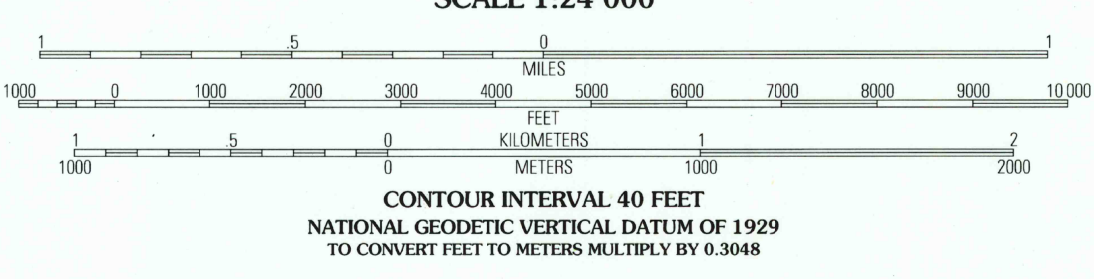 SCALE 1:24 000
1 .5 0 1
MILES
1000 0 1000 2000 3000 4000 5000 6000 7000 8000 9000 10 000
FEET
1 .5 0 KILOMETERS 1 2
1000 0 METERS 1000 2000
CONTOUR INTERVAL 40 FEET
NATIONAL GEODETIC VERTICAL DATUM OF 1929
TO CONVERT FEET TO METERS MULTIPLY BY 0.3048